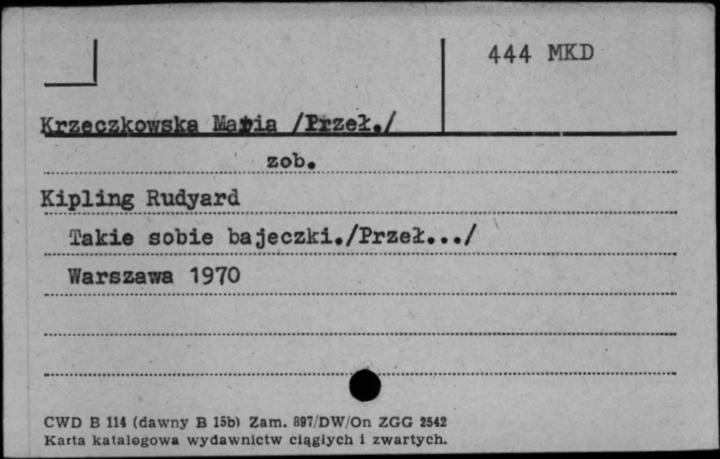 444 MKD
Krzeczkowska Maria /Przeł./
zob.
Kipling Rudyard
Takie sobie bajeczki./Przeł.../
Warszawa 1970
CWD B 114 (dawny B 15b) Zam. 897/DW/On ZGG 2542
Karta katalogowa wydawnictw ciągłych i zwartych.